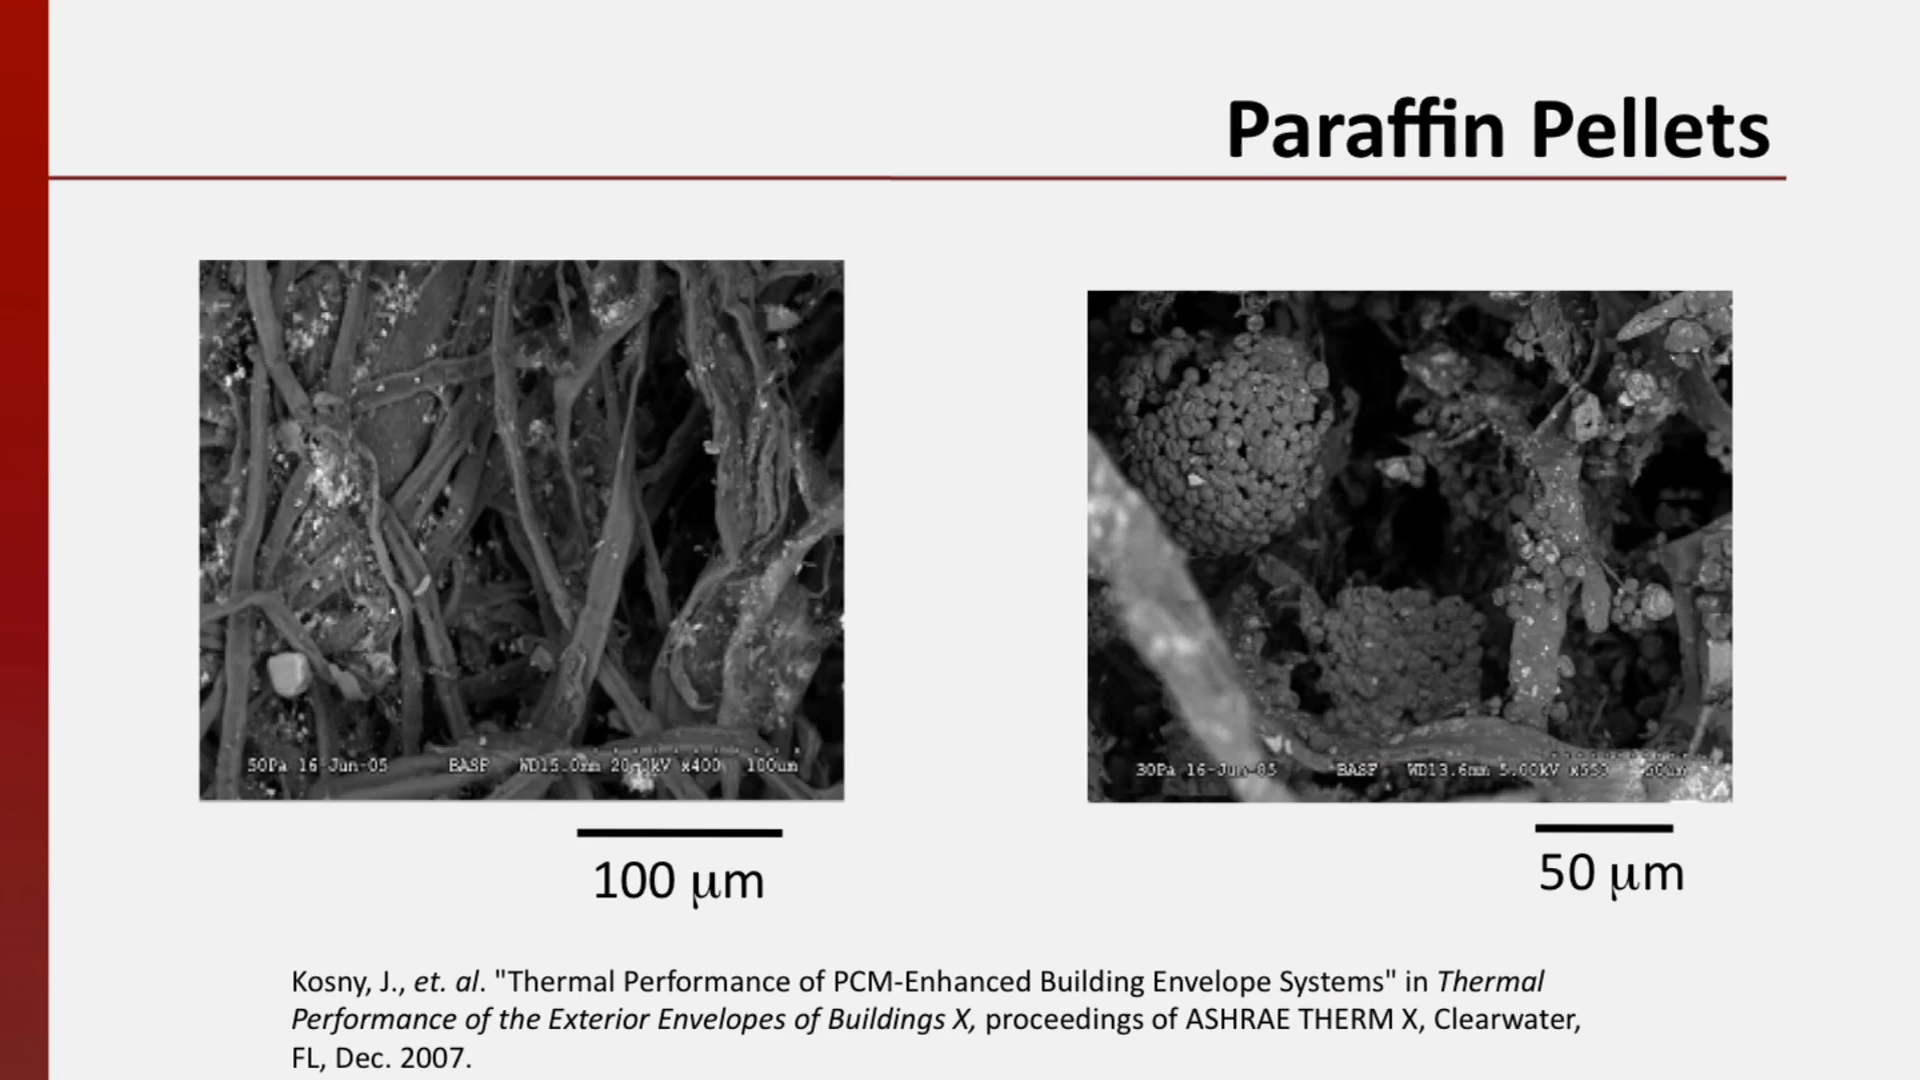 Paraffin Pellets
50Pa 16-Jun-05 BASF WD15.0mm 20.0kV x400 100um
30Pa 16-Jun-05 BASF WD13.6mm 5.00kV x550 50um
100 μm
50 μm
Kosny, J., et. al. "Thermal Performance of PCM-Enhanced Building Envelope Systems" in Thermal
Performance of the Exterior Envelopes of Buildings X, proceedings of ASHRAE THERM X, Clearwater,
FL, Dec. 2007.